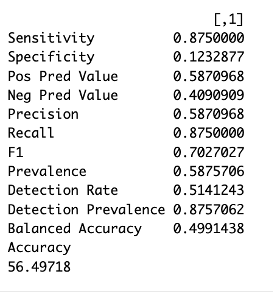 [,1]
Sensitivity 0.8750000
Specificity 0.1232877
Pos Pred Value 0.5870968
Neg Pred Value 0.4090909
Precision 0.5870968
Recall 0.8750000
F1 0.7027027
Prevalence 0.5875706
Detection Rate 0.5141243
Detection Prevalence 0.8757062
Balanced Accuracy 0.4991438
Accuracy
56.49718